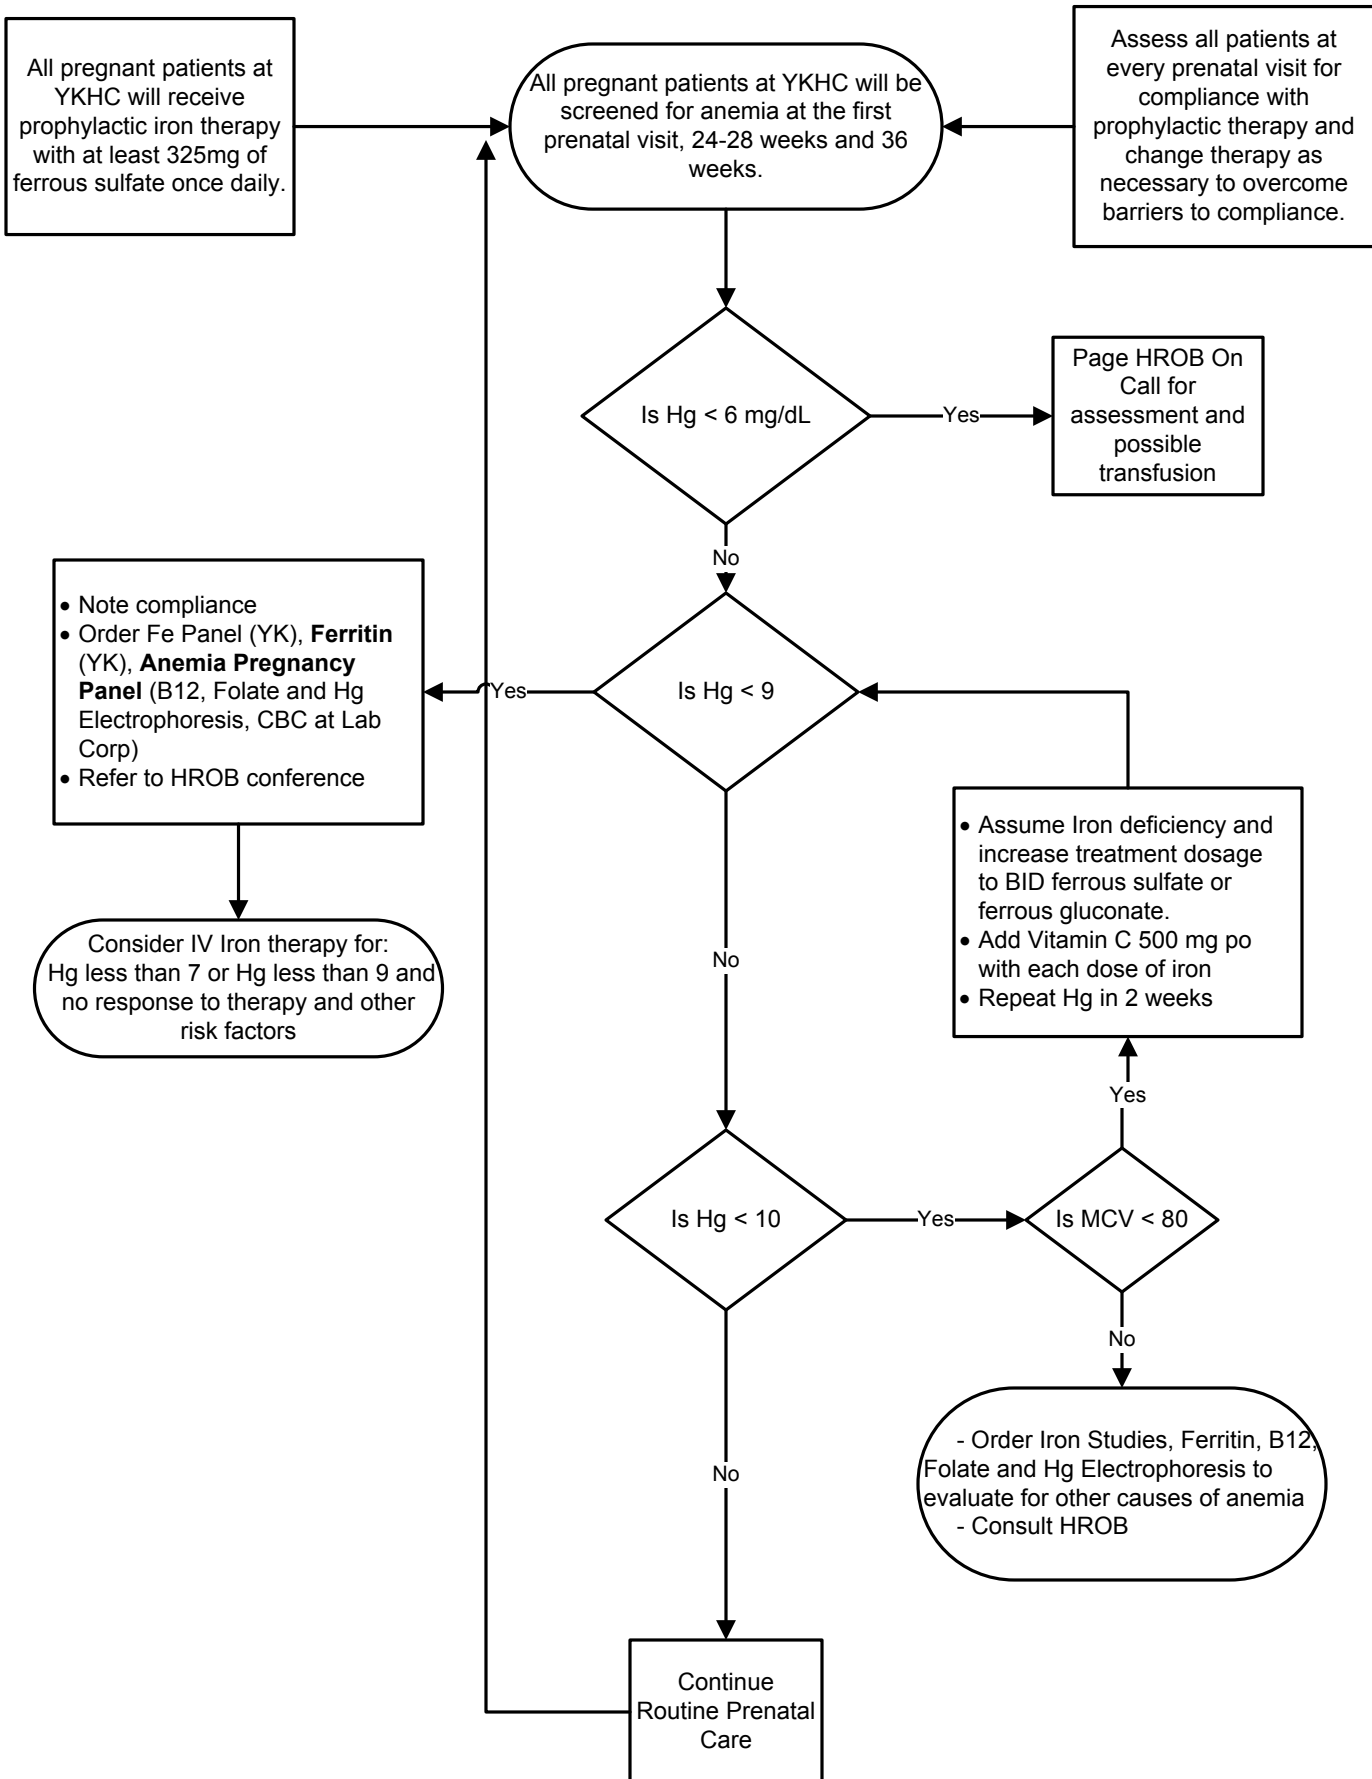 All pregnant patients at
YKHC will receive
prophylactic iron therapy
with at least 325mg of
ferrous sulfate once daily.
All pregnant patients at YKHC will be
screened for anemia at the first
prenatal visit, 24-28 weeks and 36
weeks.
Assess all patients at
every prenatal visit for
compliance with
prophylactic therapy and
change therapy as
necessary to overcome
barriers to compliance.
Is Hg < 6 mg/dL
Yes
Page HROB On
Call for
assessment and
possible
transfusion
No
• Note compliance
• Order Fe Panel (YK), Ferritin
(YK), Anemia Pregnancy
Panel (B12, Folate and Hg
Electrophoresis, CBC at Lab
Corp)
• Refer to HROB conference
Yes
Is Hg < 9
Consider IV Iron therapy for:
Hg less than 7 or Hg less than 9 and
no response to therapy and other
risk factors
No
• Assume Iron deficiency and
increase treatment dosage
to BID ferrous sulfate or
ferrous gluconate.
• Add Vitamin C 500 mg po
with each dose of iron
• Repeat Hg in 2 weeks
Yes
Is Hg < 10
Yes
Is MCV < 80
No
No
- Order Iron Studies, Ferritin, B12,
Folate and Hg Electrophoresis to
evaluate for other causes of anemia
- Consult HROB
Continue
Routine Prenatal
Care